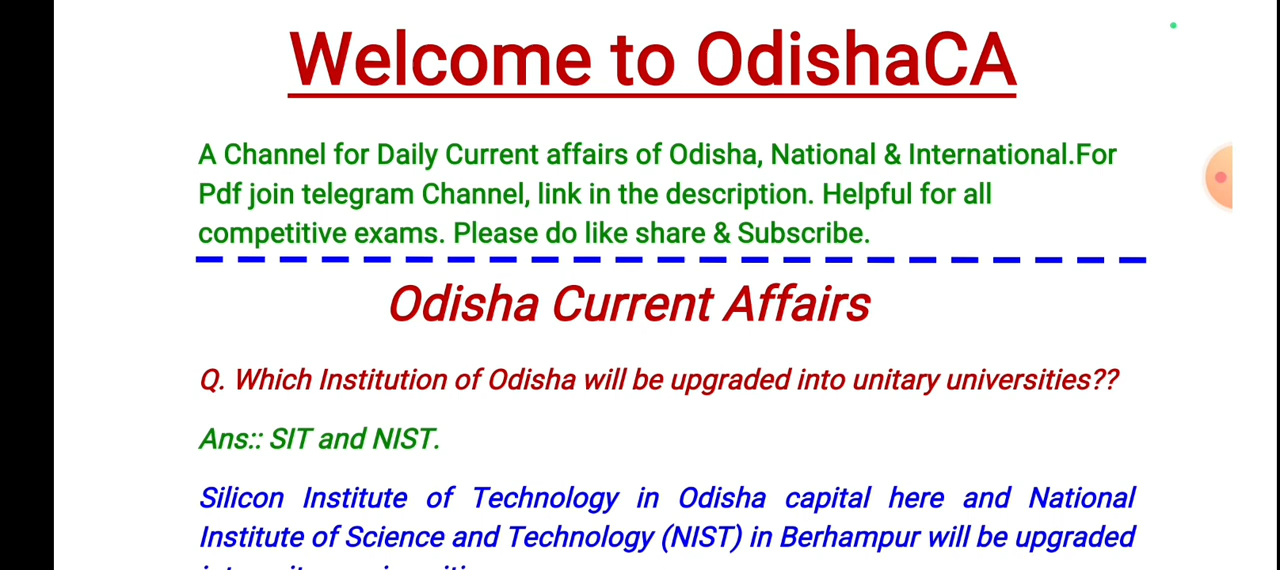 Welcome to OdishaCA
A Channel for Daily Current affairs of Odisha, National & International.For
Pdf join telegram Channel, link in the description. Helpful for all
competitive exams. Please do like share & Subscribe.
Odisha Current Affairs
Q. Which Institution of Odisha will be upgraded into unitary universities??
Ans:: SIT and NIST.
Silicon Institute of Technology in Odisha capital here and National
Institute of Science and Technology (NIST) in Berhampur will be upgraded